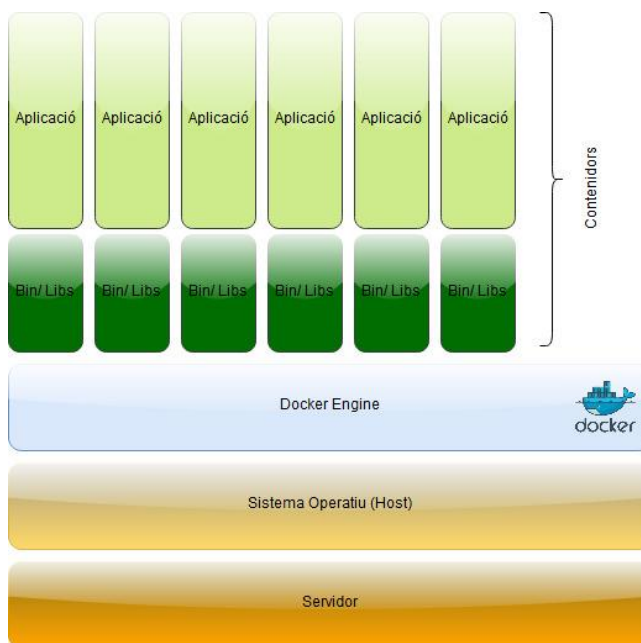 Aplicació Aplicació Aplicació Aplicació Aplicació Aplicació
Contenidors
Bin/ Libs Bin/ Libs Bin/ Libs Bin/ Libs Bin/ Libs Bin/ Libs
Docker Engine
docker
Sistema Operatiu (Host)
Servidor